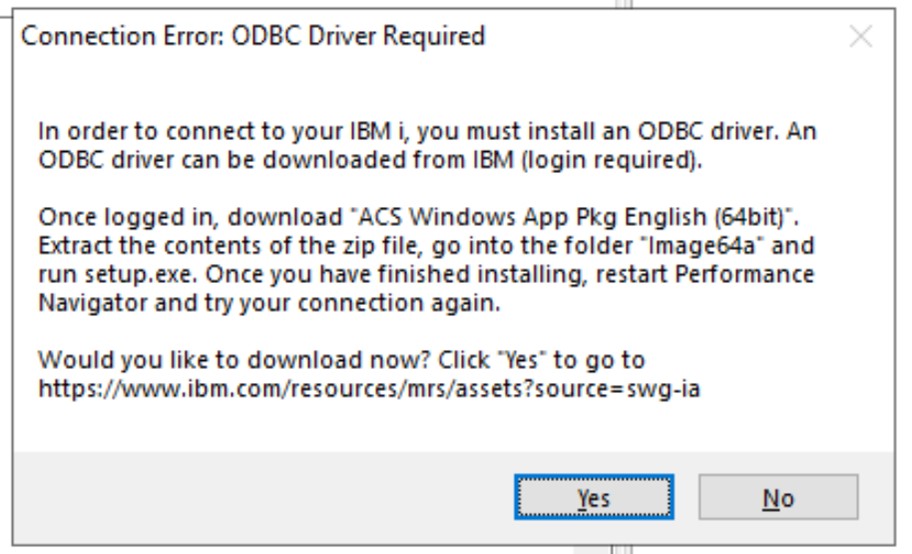 Connection Error: ODBC Driver Required
In order to connect to your IBM i, you must install an ODBC driver. An
ODBC driver can be downloaded from IBM (login required).
Once logged in, download "ACS Windows App Pkg English (64bit)".
Extract the contents of the zip file, go into the folder "Image64a" and
run setup.exe. Once you have finished installing, restart Performance
Navigator and try your connection again.
Would you like to download now? Click "Yes" to go to
https://www.ibm.com/resources/mrs/assets?source=swg-ia
Yes No